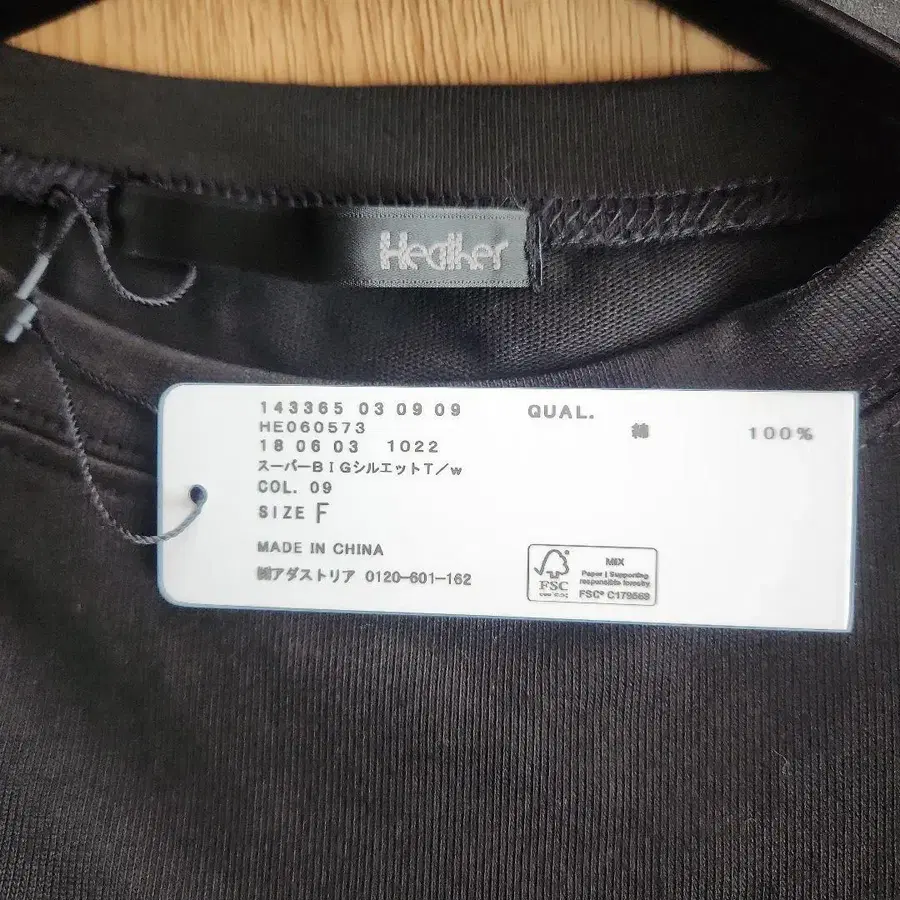 Heather
143365 03 09 09
HE060573
18 06 03 1022
スーパーBIGシルエットT/w
COL. 09
SIZE F
MADE IN CHINA
㈱アダストリア 0120-601-162
QUAL.
綿 100%
FSC
MIX
Paper | Supporting
responsible forestry
FSC® C179569